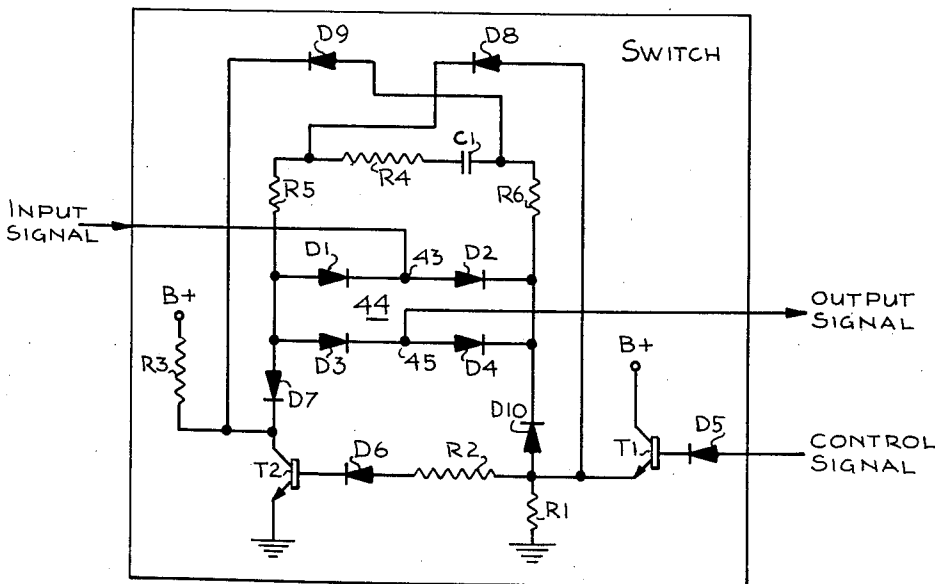 SWITCH
D9
D8
C1
R4
R5
R6
INPUT
SIGNAL
D1
43
D2
44
OUTPUT
SIGNAL
B+
D3
45
D4
B+
R3
D7
D10
D5
T1
CONTROL
SIGNAL
T2
D6
R2
R1